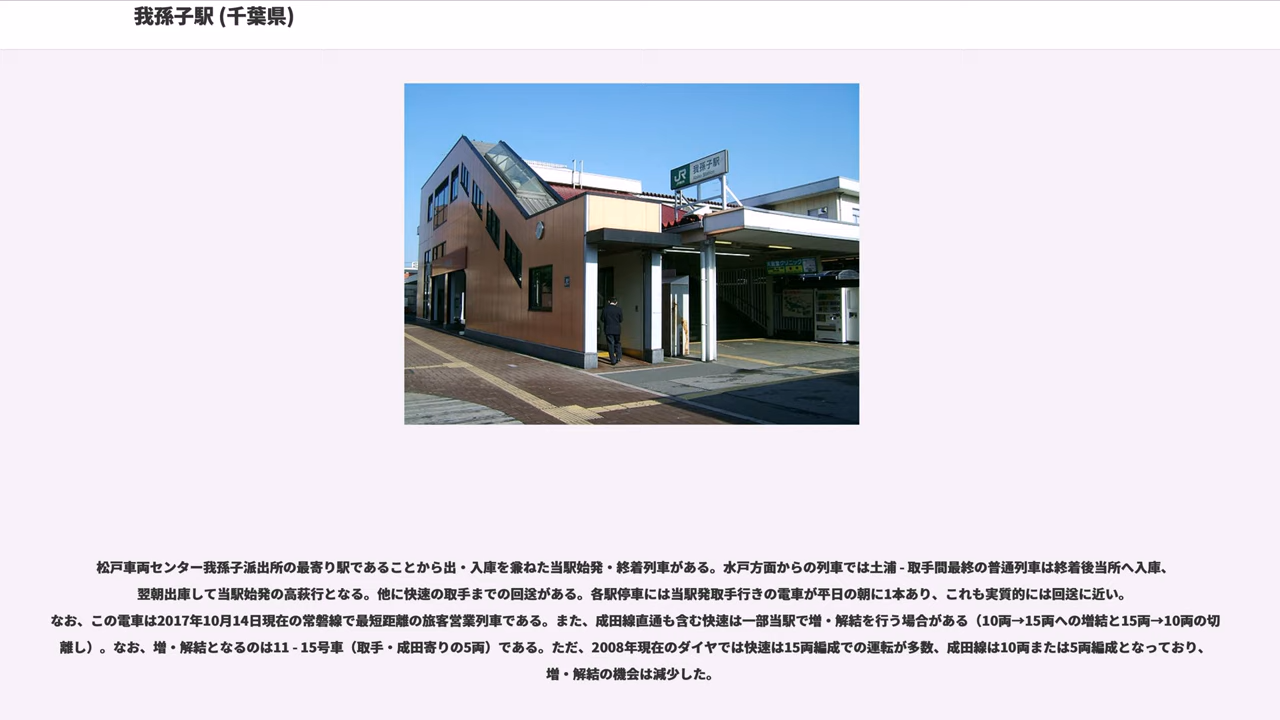 我孫子駅 (千葉県)
JR
我孫子駅
松戸車両センター我孫子派出所の最寄り駅であることから出・入庫を兼ねた当駅始発・終着列車がある。水戸方面からの列車では土浦 - 取手間最終の普通列車は終着後当所へ入庫、
翌朝出庫して当駅始発の高萩行となる。他に快速の取手までの回送がある。各駅停車には当駅発取手行きの電車が平日の朝に1本あり、これも実質的には回送に近い。
なお、この電車は2017年10月14日現在の常磐線で最短距離の旅客営業列車である。また、成田線直通も含む快速は一部当駅で増・解結を行う場合がある（10両→15両への増結と15両→10両の切
離し）。なお、増・解結となるのは11 - 15号車（取手・成田寄りの5両）である。ただ、2008年現在のダイヤでは快速は15両編成での運転が多数、成田線は10両または5両編成となっており、
増・解結の機会は減少した。